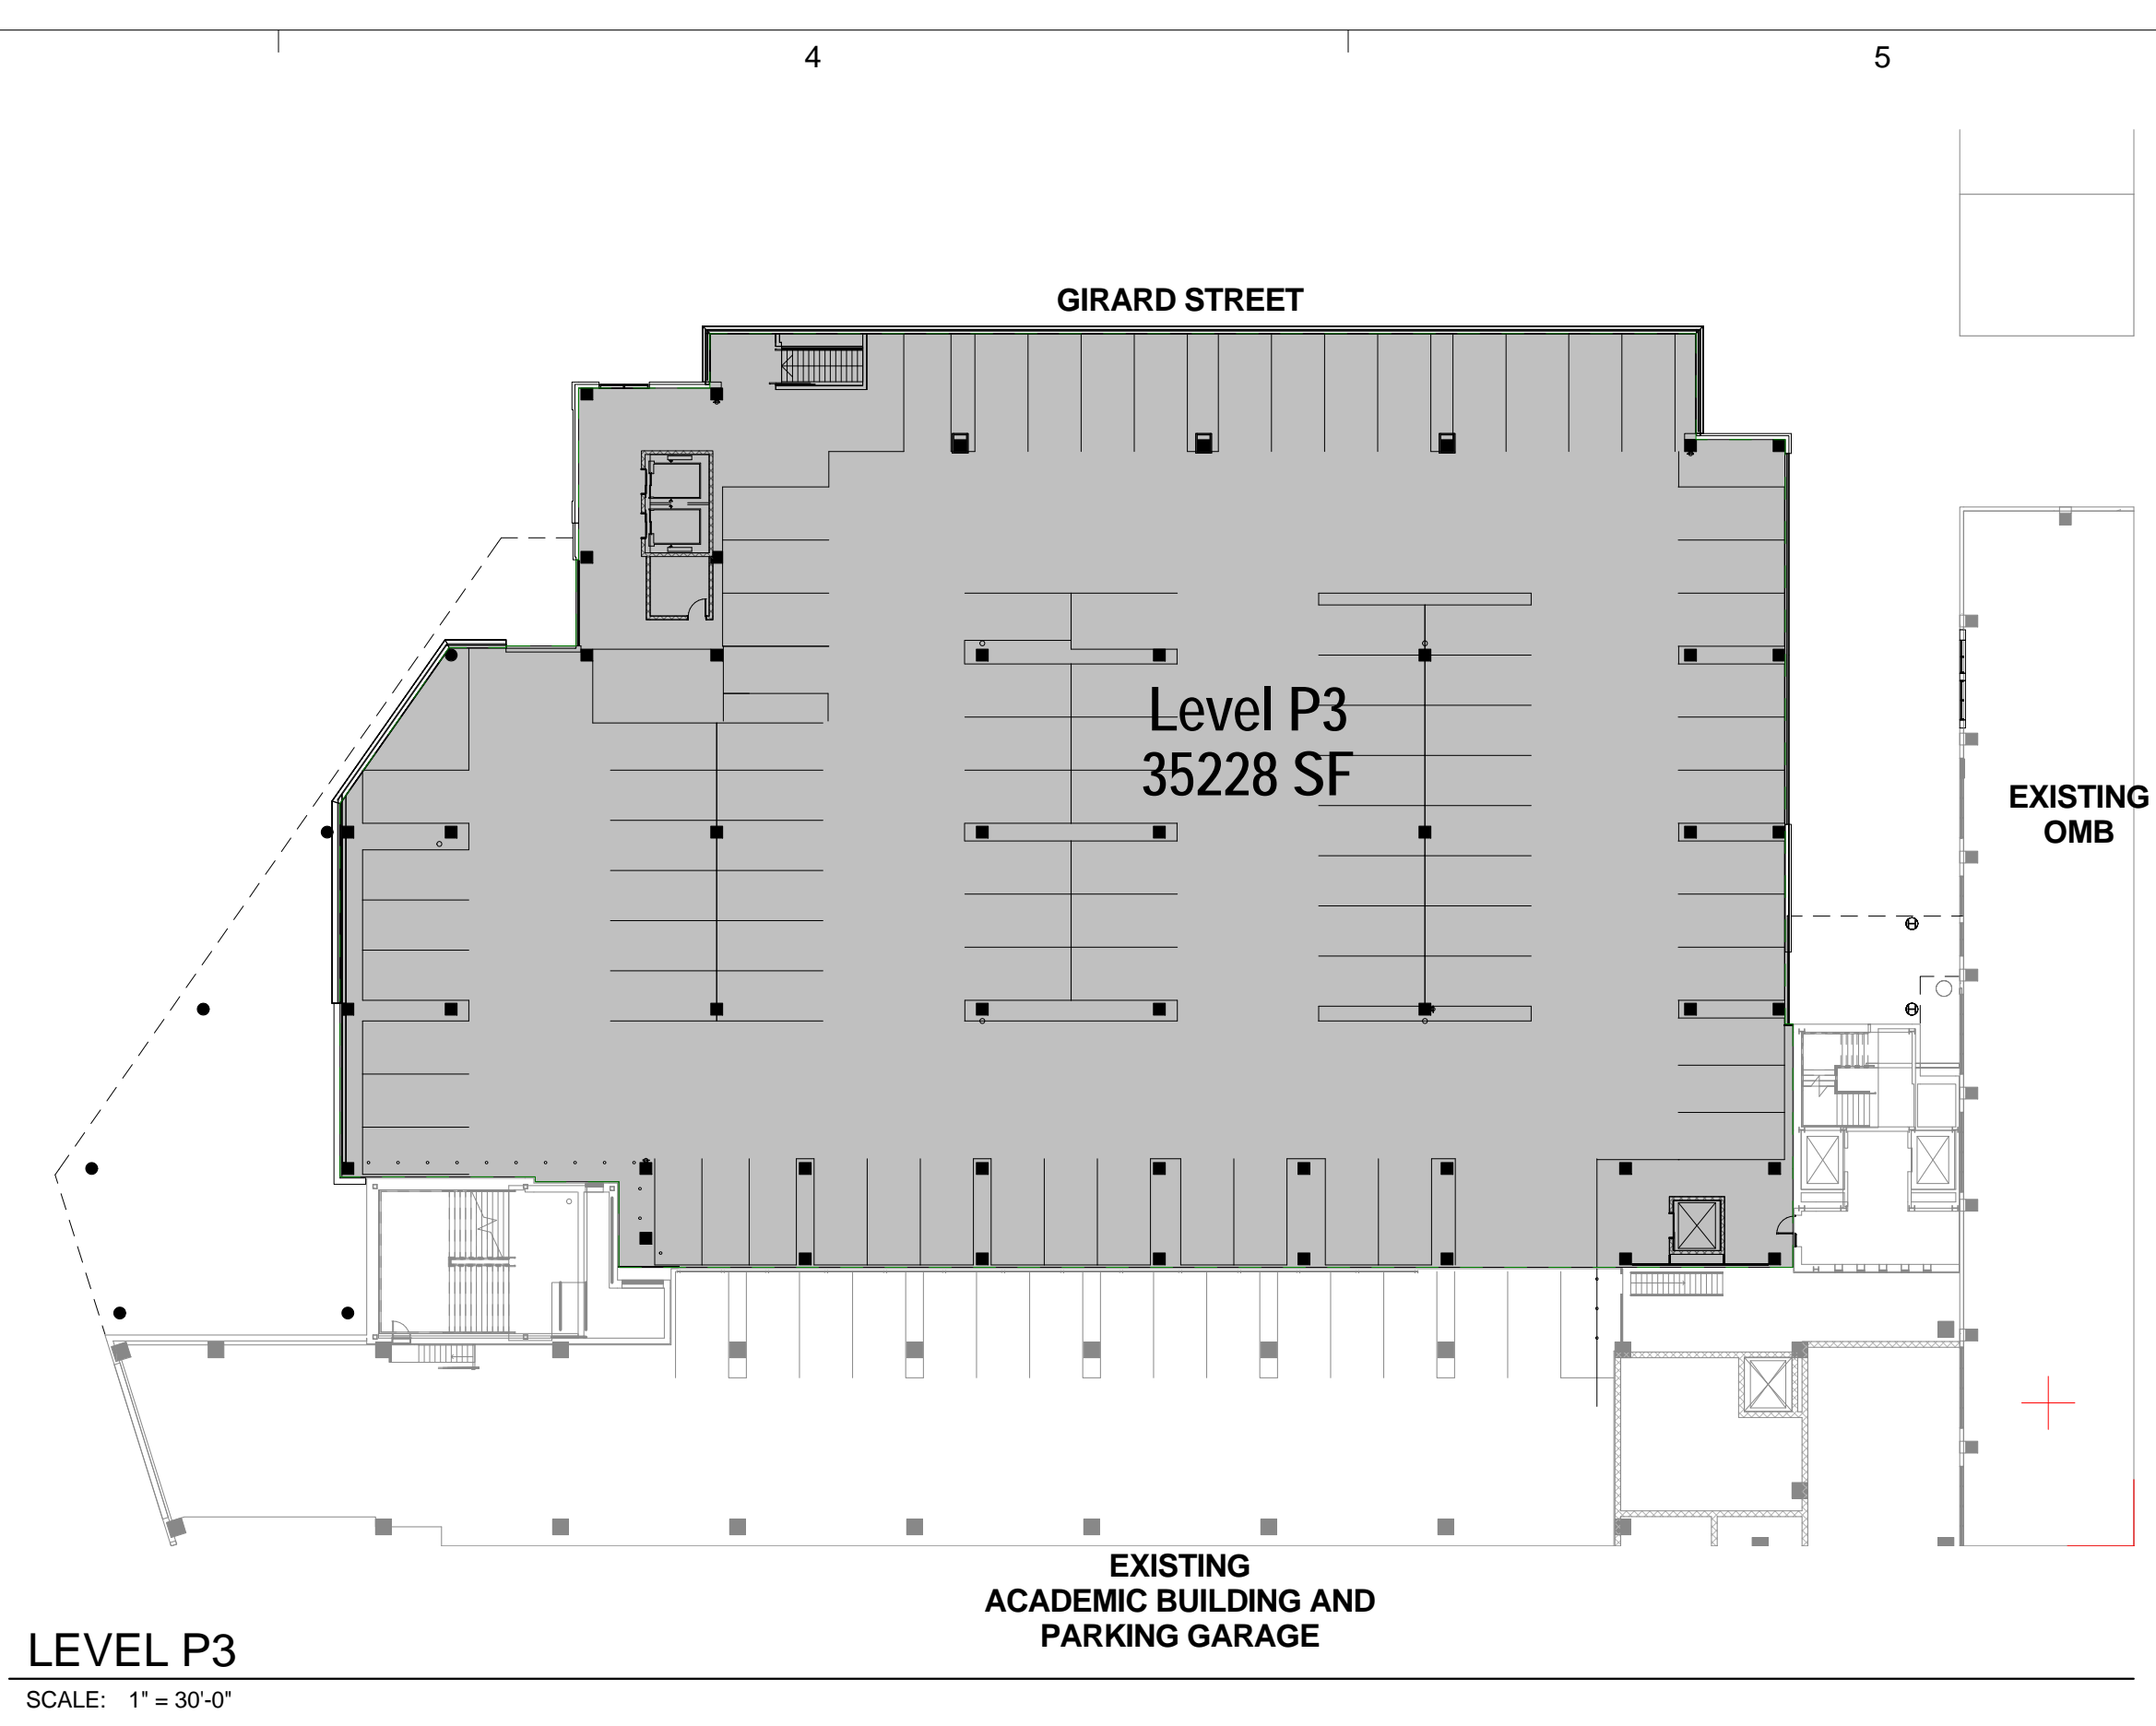 4
5
GIRARD STREET
Level P3
35228 SF
EXISTING
OMB
EXISTING
ACADEMIC BUILDING AND
PARKING GARAGE
LEVEL P3
SCALE: 1" = 30'-0"